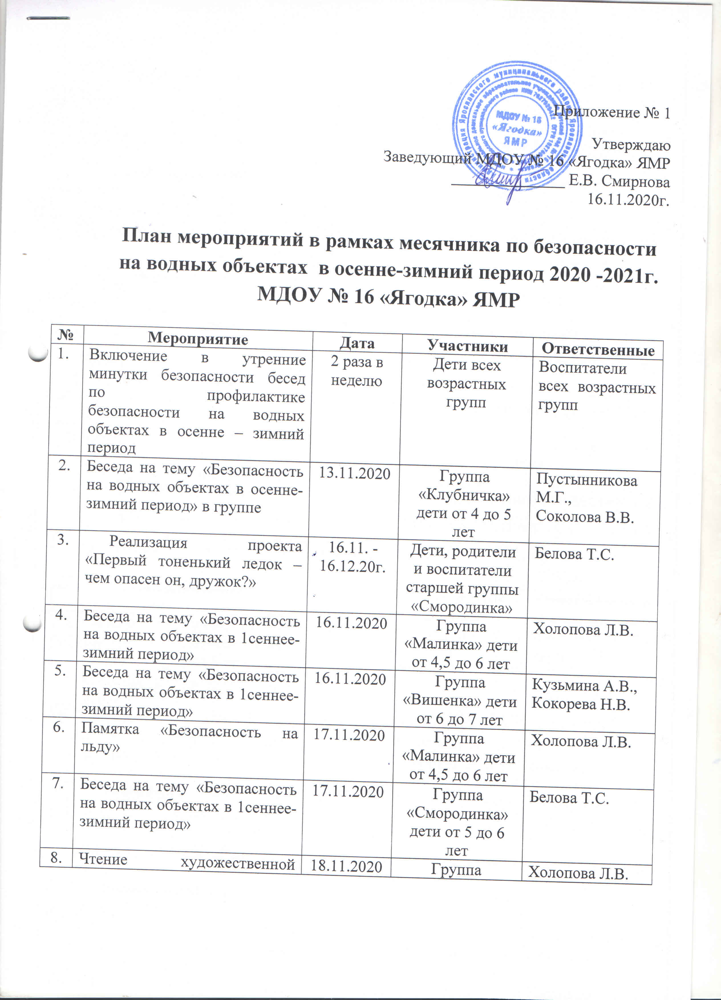 МДОУ № 16
«Ягодка»
ЯМР
Приложение № 1
Утверждаю
Заведующий МДОУ № 16 «Ягодка» ЯМР
Е.В. Смирнова
16.11.2020г.
План мероприятий в рамках месячника по безопасности
на водных объектах в осенне-зимний период 2020 -2021г.
МДОУ № 16 «Ягодка» ЯМР
№ Мероприятие Дата Участники Ответственные
1.
Включение в утренние
минутки безопасности бесед
по профилактике
безопасности на водных
объектах в осенне – зимний
период
2 раза в
неделю
Дети всех
возрастных
групп
Воспитатели
всех возрастных
групп
2.
Беседа на тему «Безопасность
на водных объектах в осенне-
зимний период» в группе
13.11.2020
Группа
«Клубничка»
дети от 4 до 5
лет
Пустынникова
М.Г.,
Соколова В.В.
3.
Реализация проекта
«Первый тоненький ледок –
чем опасен он, дружок?»
16.11. -
16.12.20г.
Дети, родители
и воспитатели
старшей группы
«Смородинка»
Белова Т.С.
4.
Беседа на тему «Безопасность
на водных объектах в 1сеннее-
зимний период»
16.11.2020
Группа
«Малинка» дети
от 4,5 до 6 лет
Холопова Л.В.
5.
Беседа на тему «Безопасность
на водных объектах в 1сеннее-
зимний период»
16.11.2020
Группа
«Вишенка» дети
от 6 до 7 лет
Кузьмина А.В.,
Кокорева Н.В.
6.
Памятка «Безопасность на
льду»
17.11.2020
Группа
«Малинка» дети
от 4,5 до 6 лет
Холопова Л.В.
7.
Беседа на тему «Безопасность
на водных объектах в 1сеннее-
зимний период»
17.11.2020
Группа
«Смородинка»
дети от 5 до 6
лет
Белова Т.С.
8.
Чтение художественной
18.11.2020
Группа
Холопова Л.В.